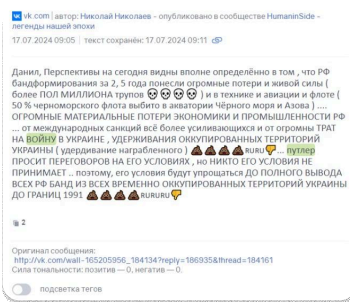 vk.com | автор: Николай Николаев - опубликовано в сообществе HumaninSide -
легенды нашей эпохи
17.07.2024 09:05 | текст сохранён: 17.07.2024 09:11
Данил, Перспективы на сегодня видны вполне определённо в том , что РФ
бандформирования за 2, 5 года понесли огромные потери и живой силы (
более ПОЛ МИЛЛИОНА трупов 💀💀💀💀 ) и в технике и авиации и флоте (
50 % черноморского флота выбито в акватории Чёрного моря и Азова ) ....
ОГРОМНЫЕ МАТЕРИАЛЬНЫЕ ПОТЕРИ ЭКОНОМИКИ И ПРОМЫШЛЕННОСТИ РФ
... от международных санкций всё более усиливающихся и от огромны ТРАТ
НА ВОЙНУ В УКРАИНЕ , УДЕРЖИВАНИЯ ОККУПИРОВАННЫХ ТЕРРИТОРИЙ
УКРАИНЫ ( удердивание награбленного ) 💩💩💩💩RURU👎... путлер
ПРОСИТ ПЕРЕГОВОРОВ НА ЕГО УСЛОВИЯХ , но НИКТО ЕГО УСЛОВИЯ НЕ
ПРИНИМАЕТ .. поэтому, его условия будут упрощаться ДО ПОЛНОГО ВЫВОДА
ВСЕХ РФ БАНД ИЗ ВСЕХ ВРЕМЕННО ОККУПИРОВАННЫХ ТЕРРИТОРИЙ УКРАИНЫ
ДО ГРАНИЦ 1991 💩💩💩💩RURURU👎
2
Оригинал сообщения:
http://vk.com/wall-165205956_184134?reply=186935&thread=184161
Сила тональности: позитив — 0, негатив — 0.
подсветка тегов